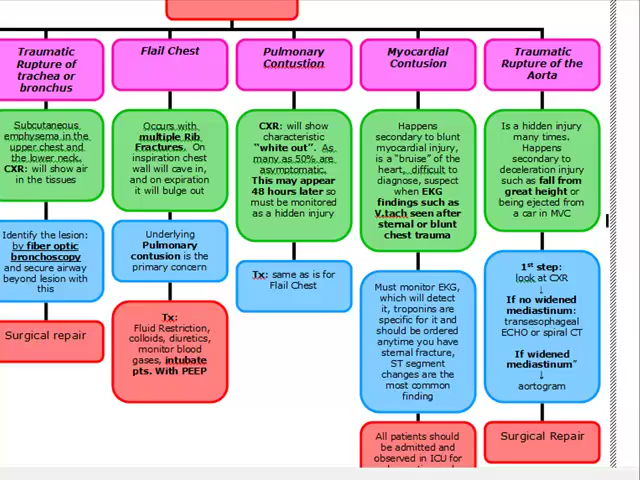 Traumatic
Rupture of
trachea or
bronchus
Subcutaneous
emphysema in the
upper chest and
the lower neck.
CXR: will show air
in the tissues
Identify the lesion:
by fiber optic
bronchoscopy
and secure airway
beyond lesion with
this
Surgical repair
Flail Chest
Occurs with
multiple Rib
Fractures. On
inspiration chest
wall will cave in,
and on expiration
it will bulge out
Underlying
Pulmonary
contusion is the
primary concern
Tx:
Fluid Restriction,
colloids, diuretics,
monitor blood
gases, intubate
pts. With PEEP
Pulmonary
Contustion
CXR: will show
characteristic
“white out”. As
many as 50% are
asymptomatic.
This may appear
48 hours later so
must be monitored
as a hidden injury
Tx: same as is for
Flail Chest
Myocardial
Contusion
Happens
secondary to blunt
myocardial injury,
is a “bruise” of the
heart, difficult to
diagnose, suspect
when EKG
findings such as
V.tach seen after
sternal or blunt
chest trauma
Must monitor EKG,
which will detect
it, troponins are
specific for it and
should be ordered
anytime you have
sternal fracture,
ST segment
changes are the
most common
finding
All patients should
be admitted and
observed in ICU for
Traumatic
Rupture of the
Aorta
Is a hidden injury
many times.
Happens
secondary to
deceleration injury
such as fall from
great height or
being ejected from
a car in MVC
1st step:
look at CXR
↓
If no widened
mediastinum:
transesophageal
ECHO or spiral CT
If widened
mediastinum”
↓
aortogram
Surgical Repair